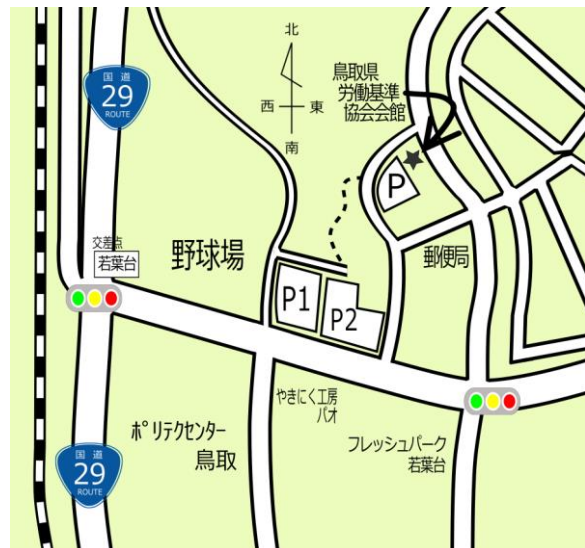 国道
29
ROUTE
北
西
東
南
鳥取県
労働基準
協会会館
P
交差点
若葉台
野球場
郵便局
P1
P2
やきにく工房
パオ
ﾎﾟﾘﾃｸｾﾝﾀｰ
鳥取
フレッシュパーク
若葉台
国道
29
ROUTE